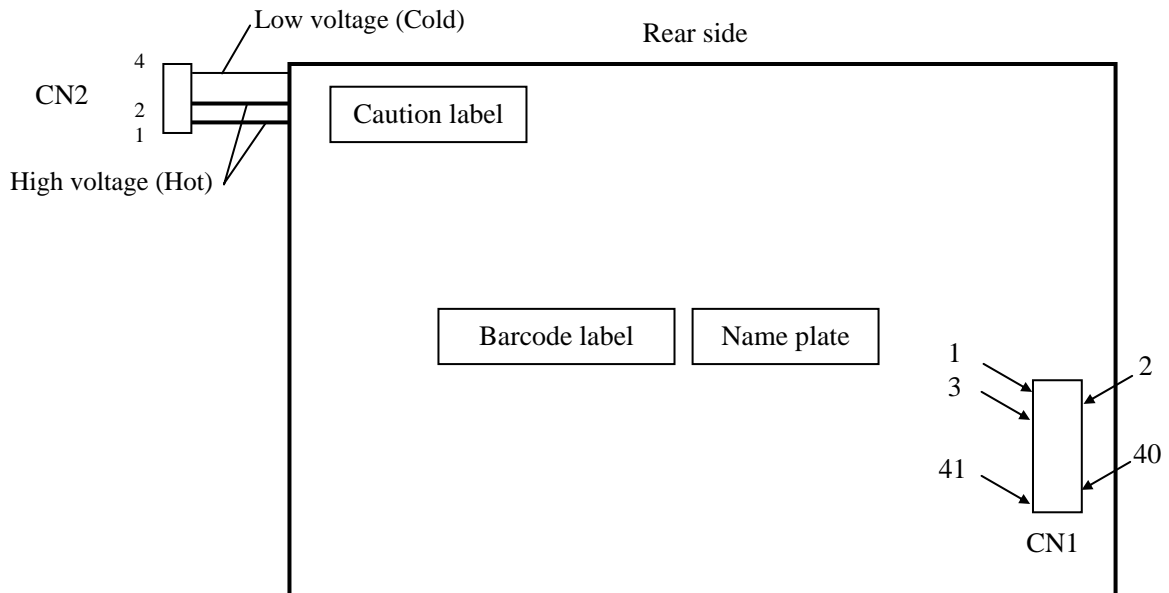 Low voltage (Cold)
Rear side
4
CN2
2
1
Caution label
High voltage (Hot)
Barcode label
Name plate
1
2
3
41
40
CN1